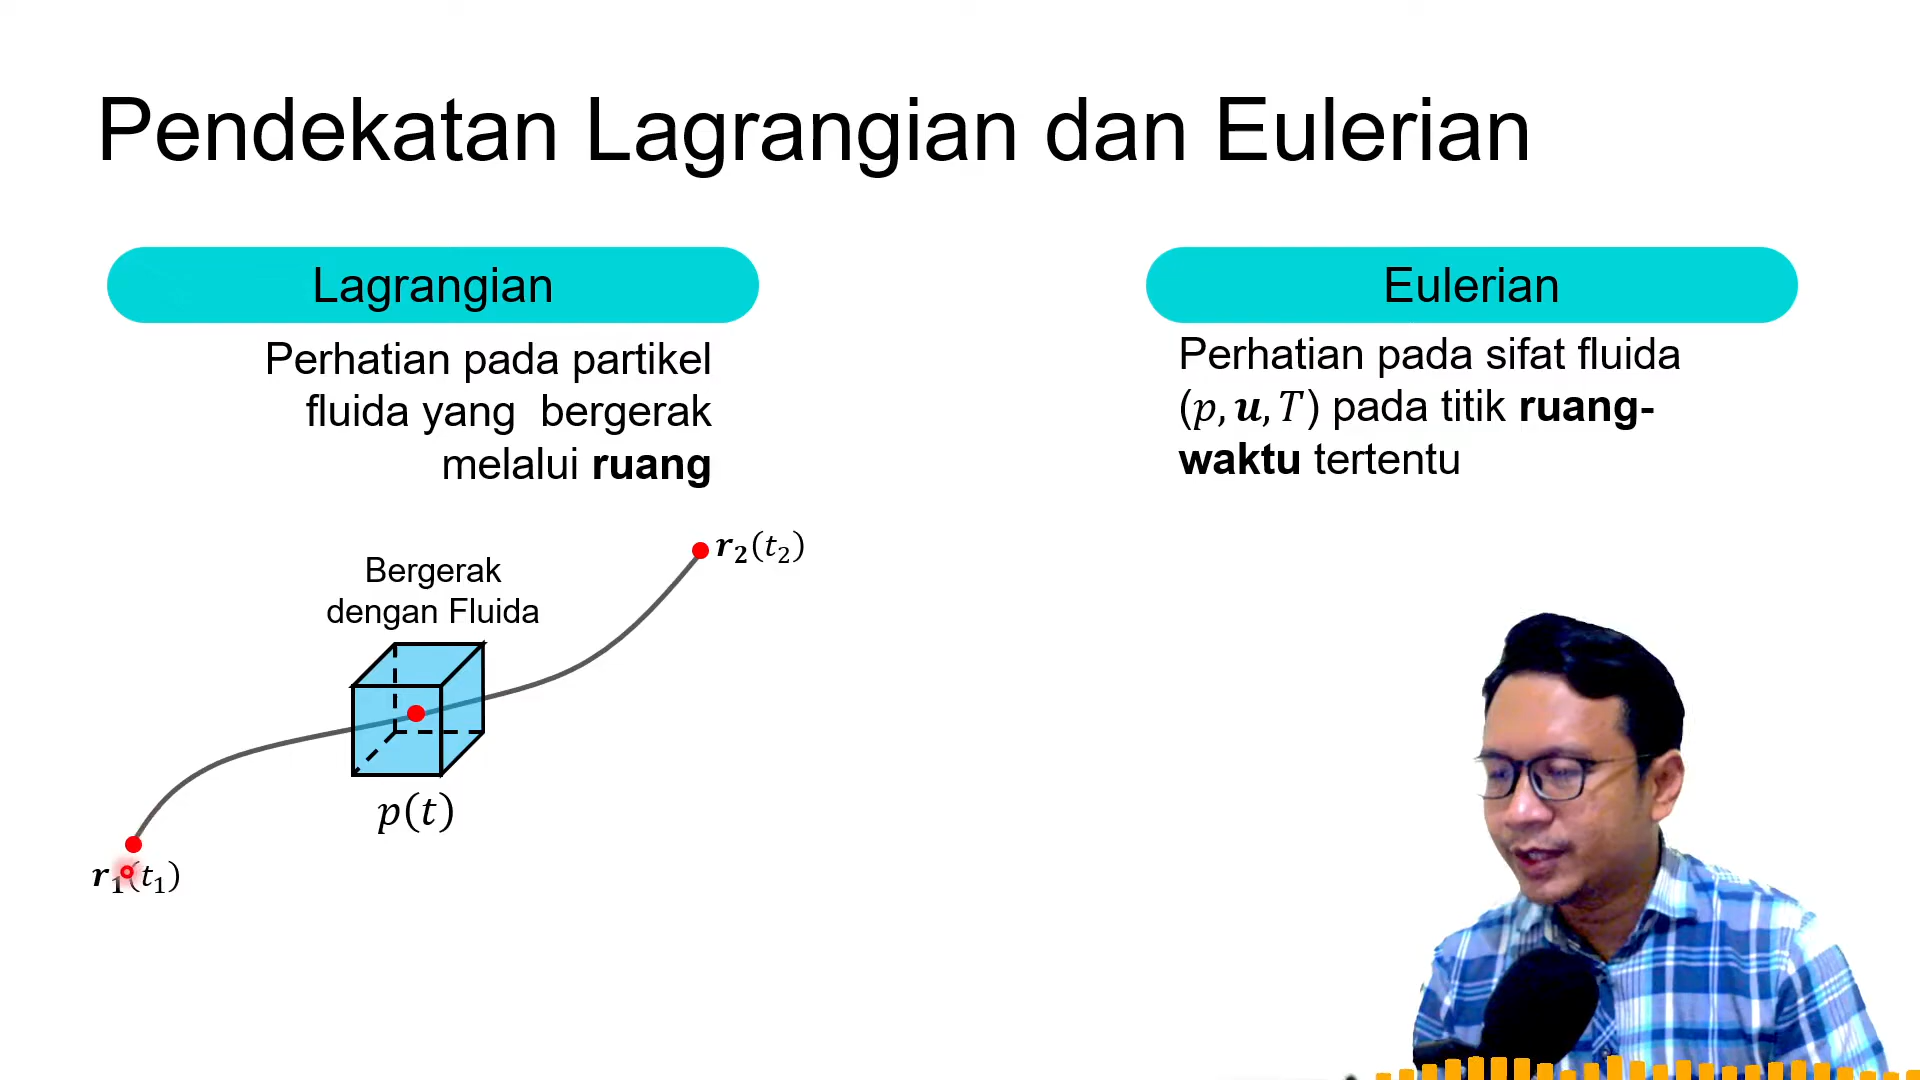 Pendekatan Lagrangian dan Eulerian
Lagrangian
Perhatian pada partikel
fluida yang bergerak
melalui ruang
Bergerak
dengan Fluida
r₂(t₂)
p(t)
r₁(t₁)
Eulerian
Perhatian pada sifat fluida
(p, u, T) pada titik ruang-
waktu tertentu